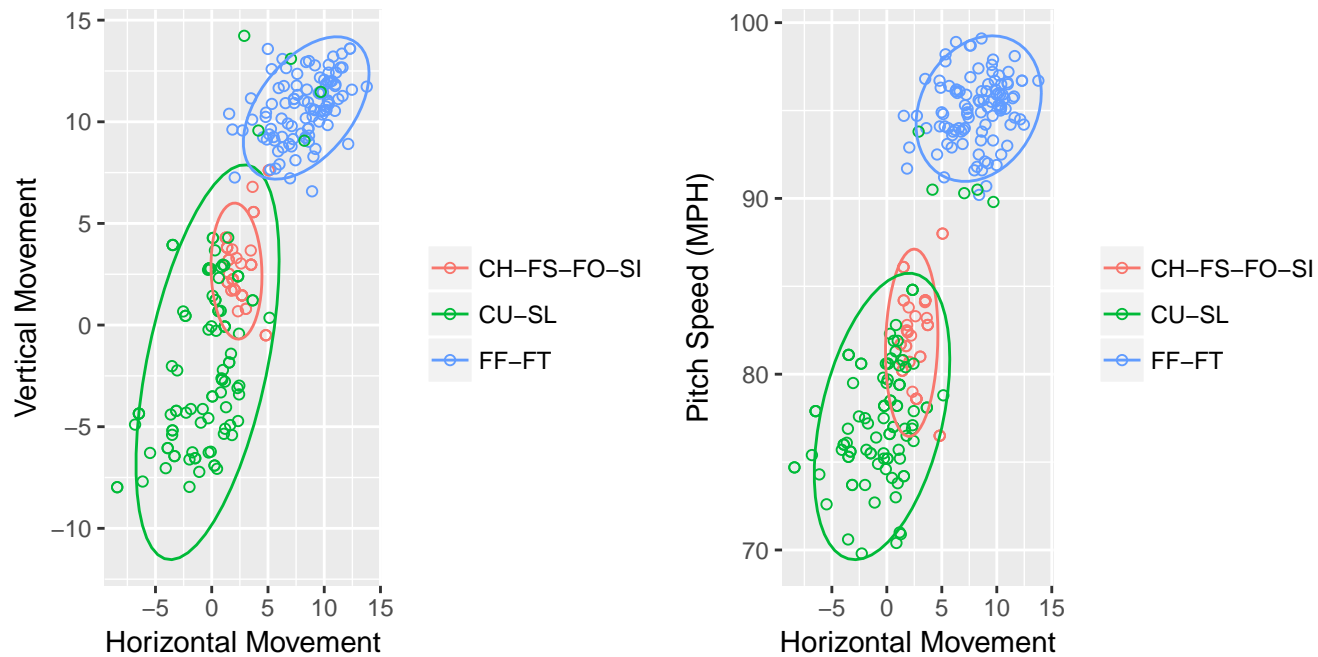 15
10
5
0
−5
−10
−5
0
5
10
15
Vertical Movement
Horizontal Movement
CH−FS−FO−SI
CU−SL
FF−FT
100
90
80
70
−5
0
5
10
15
Pitch Speed (MPH)
Horizontal Movement
CH−FS−FO−SI
CU−SL
FF−FT